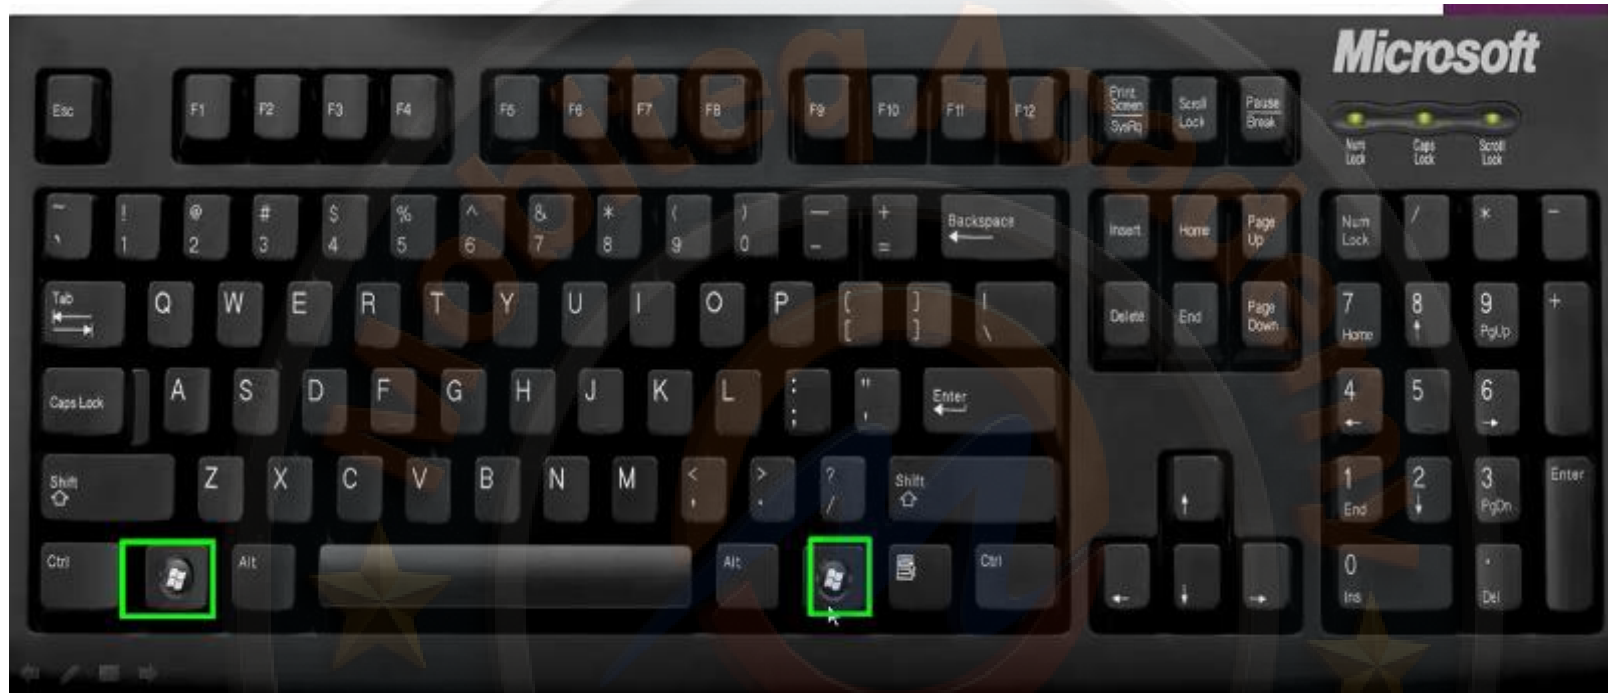 Microsoft
Esc F1 F2 F3 F4 F5 F6 F7 F8 F9 F10 F11 F12 Print Screen SysRq Scroll Lock Pause Break
Num Lock Caps Lock Scroll Lock
~ ! @ # $ % ^ & * ( ) — +
` 1 2 3 4 5 6 7 8 9 0 - = Backspace Insert Home Page Up Num Lock / * -
Tab Q W E R T Y U I O P [ [ ] ] | \ Delete End Page Down 7 Home 8 9 PgUp +
Caps Lock A S D F G H J K L : ; " ' Enter 4 5 6
Shift Z X C V B N M < , > . ? / Shift 1 End 2 3 PgDn Enter
Ctrl Alt Alt Ctrl 0 Ins . Del
Mobiteq Academy